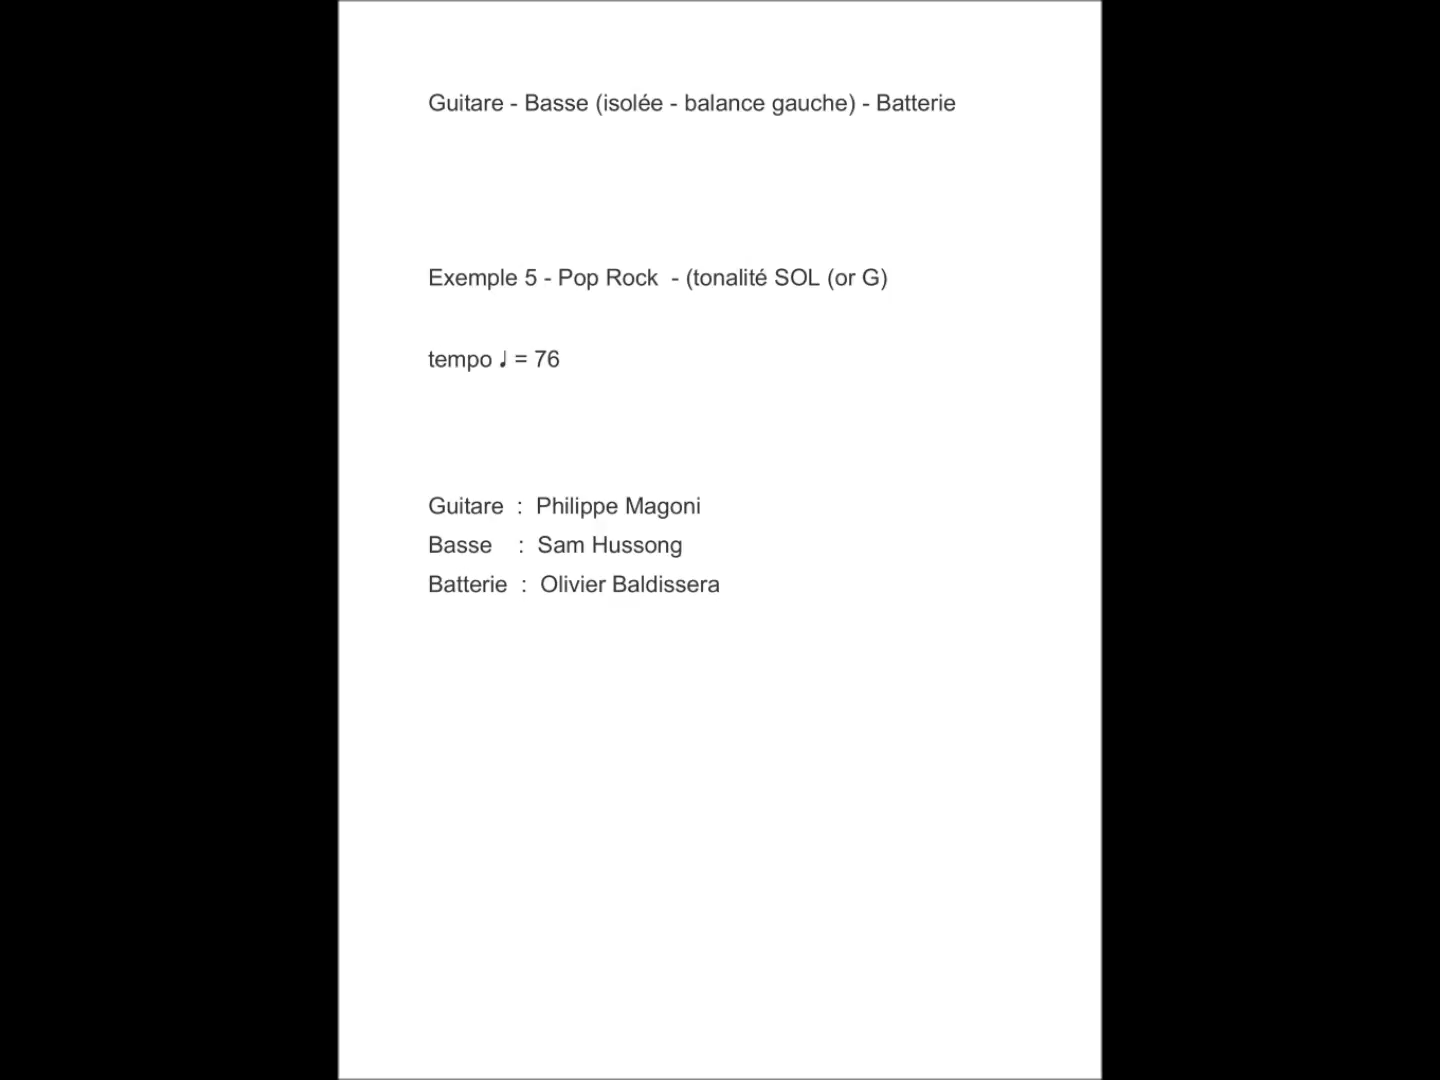 Guitare - Basse (isolée - balance gauche) - Batterie
Exemple 5 - Pop Rock  - (tonalité SOL (or G)
tempo ♩ = 76
Guitare  :  Philippe Magoni
Basse    :  Sam Hussong
Batterie  :  Olivier Baldissera